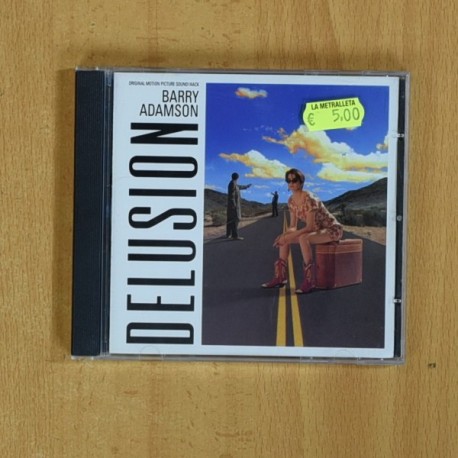 ORIGINAL MOTION PICTURE SOUNDTRACK
BARRY
ADAMSON
DELUSION
LA METRALLETA
€ 5,00